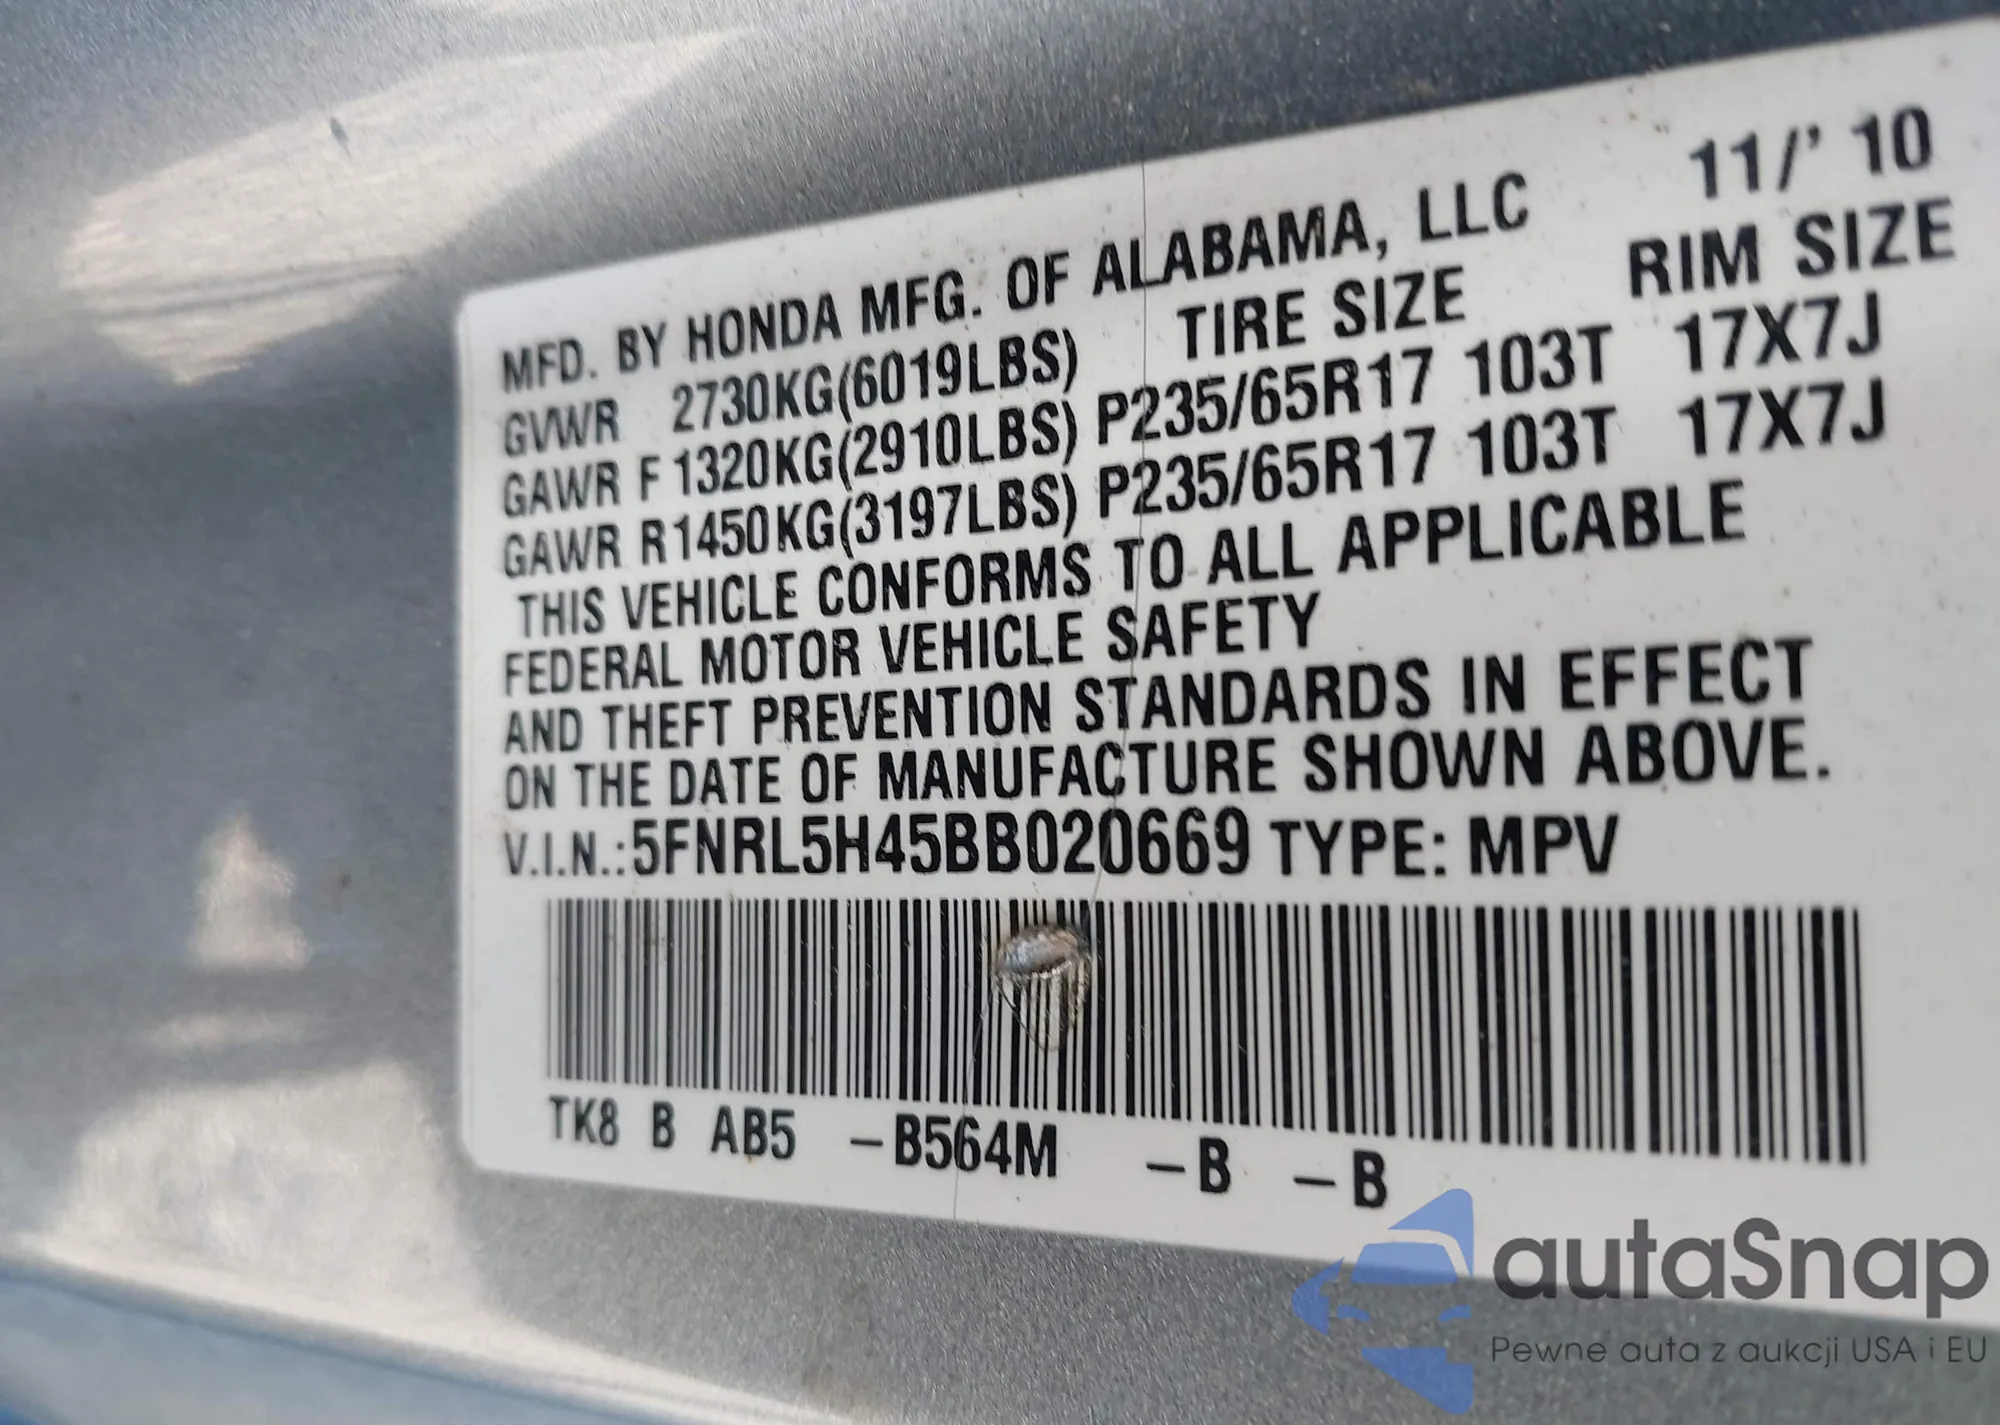 MFD. BY HONDA MFG. OF ALABAMA, LLC 11/' 10
GVWR 2730KG(6019LBS) TIRE SIZE RIM SIZE
GAWR F 1320KG(2910LBS) P235/65R17 103T 17X7J
GAWR R 1450KG(3197LBS) P235/65R17 103T 17X7J
THIS VEHICLE CONFORMS TO ALL APPLICABLE
FEDERAL MOTOR VEHICLE SAFETY
AND THEFT PREVENTION STANDARDS IN EFFECT
ON THE DATE OF MANUFACTURE SHOWN ABOVE.
V.I.N.:5FNRL5H45BB020669 TYPE: MPV
TK8 B AB5 –B564M –B –B
autaSnap
Pewne auta z aukcji USA i EU